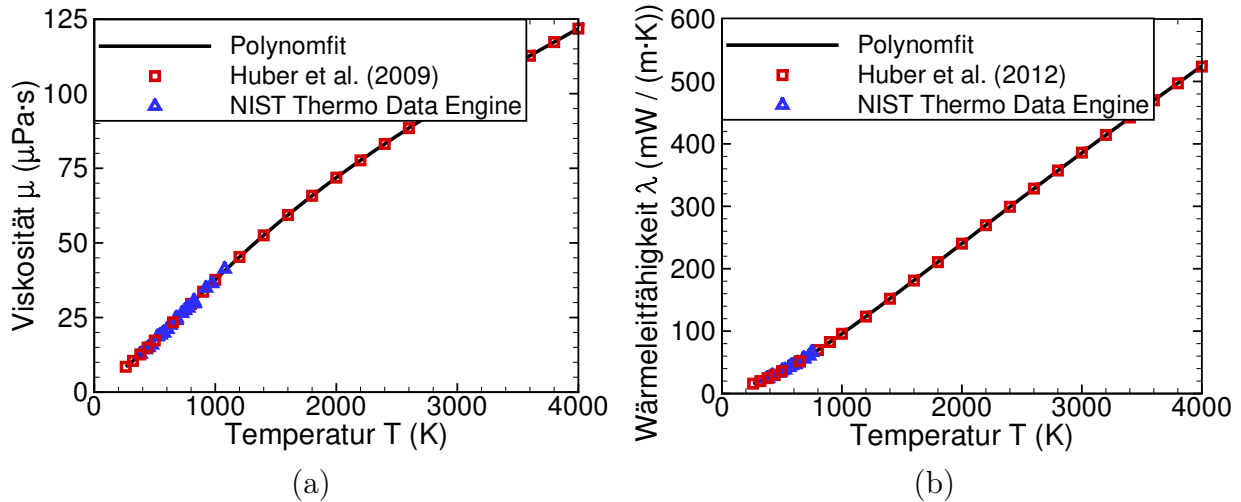 125
100
75
50
25
0
Viskosität μ (μPa·s)
Polynomfit
Huber et al. (2009)
NIST Thermo Data Engine
0 1000 2000 3000 4000
Temperatur T (K)
(a)
600
500
400
300
200
100
0
Wärmeleitfähigkeit λ (mW / (m·K))
Polynomfit
Huber et al. (2012)
NIST Thermo Data Engine
0 1000 2000 3000 4000
Temperatur T (K)
(b)